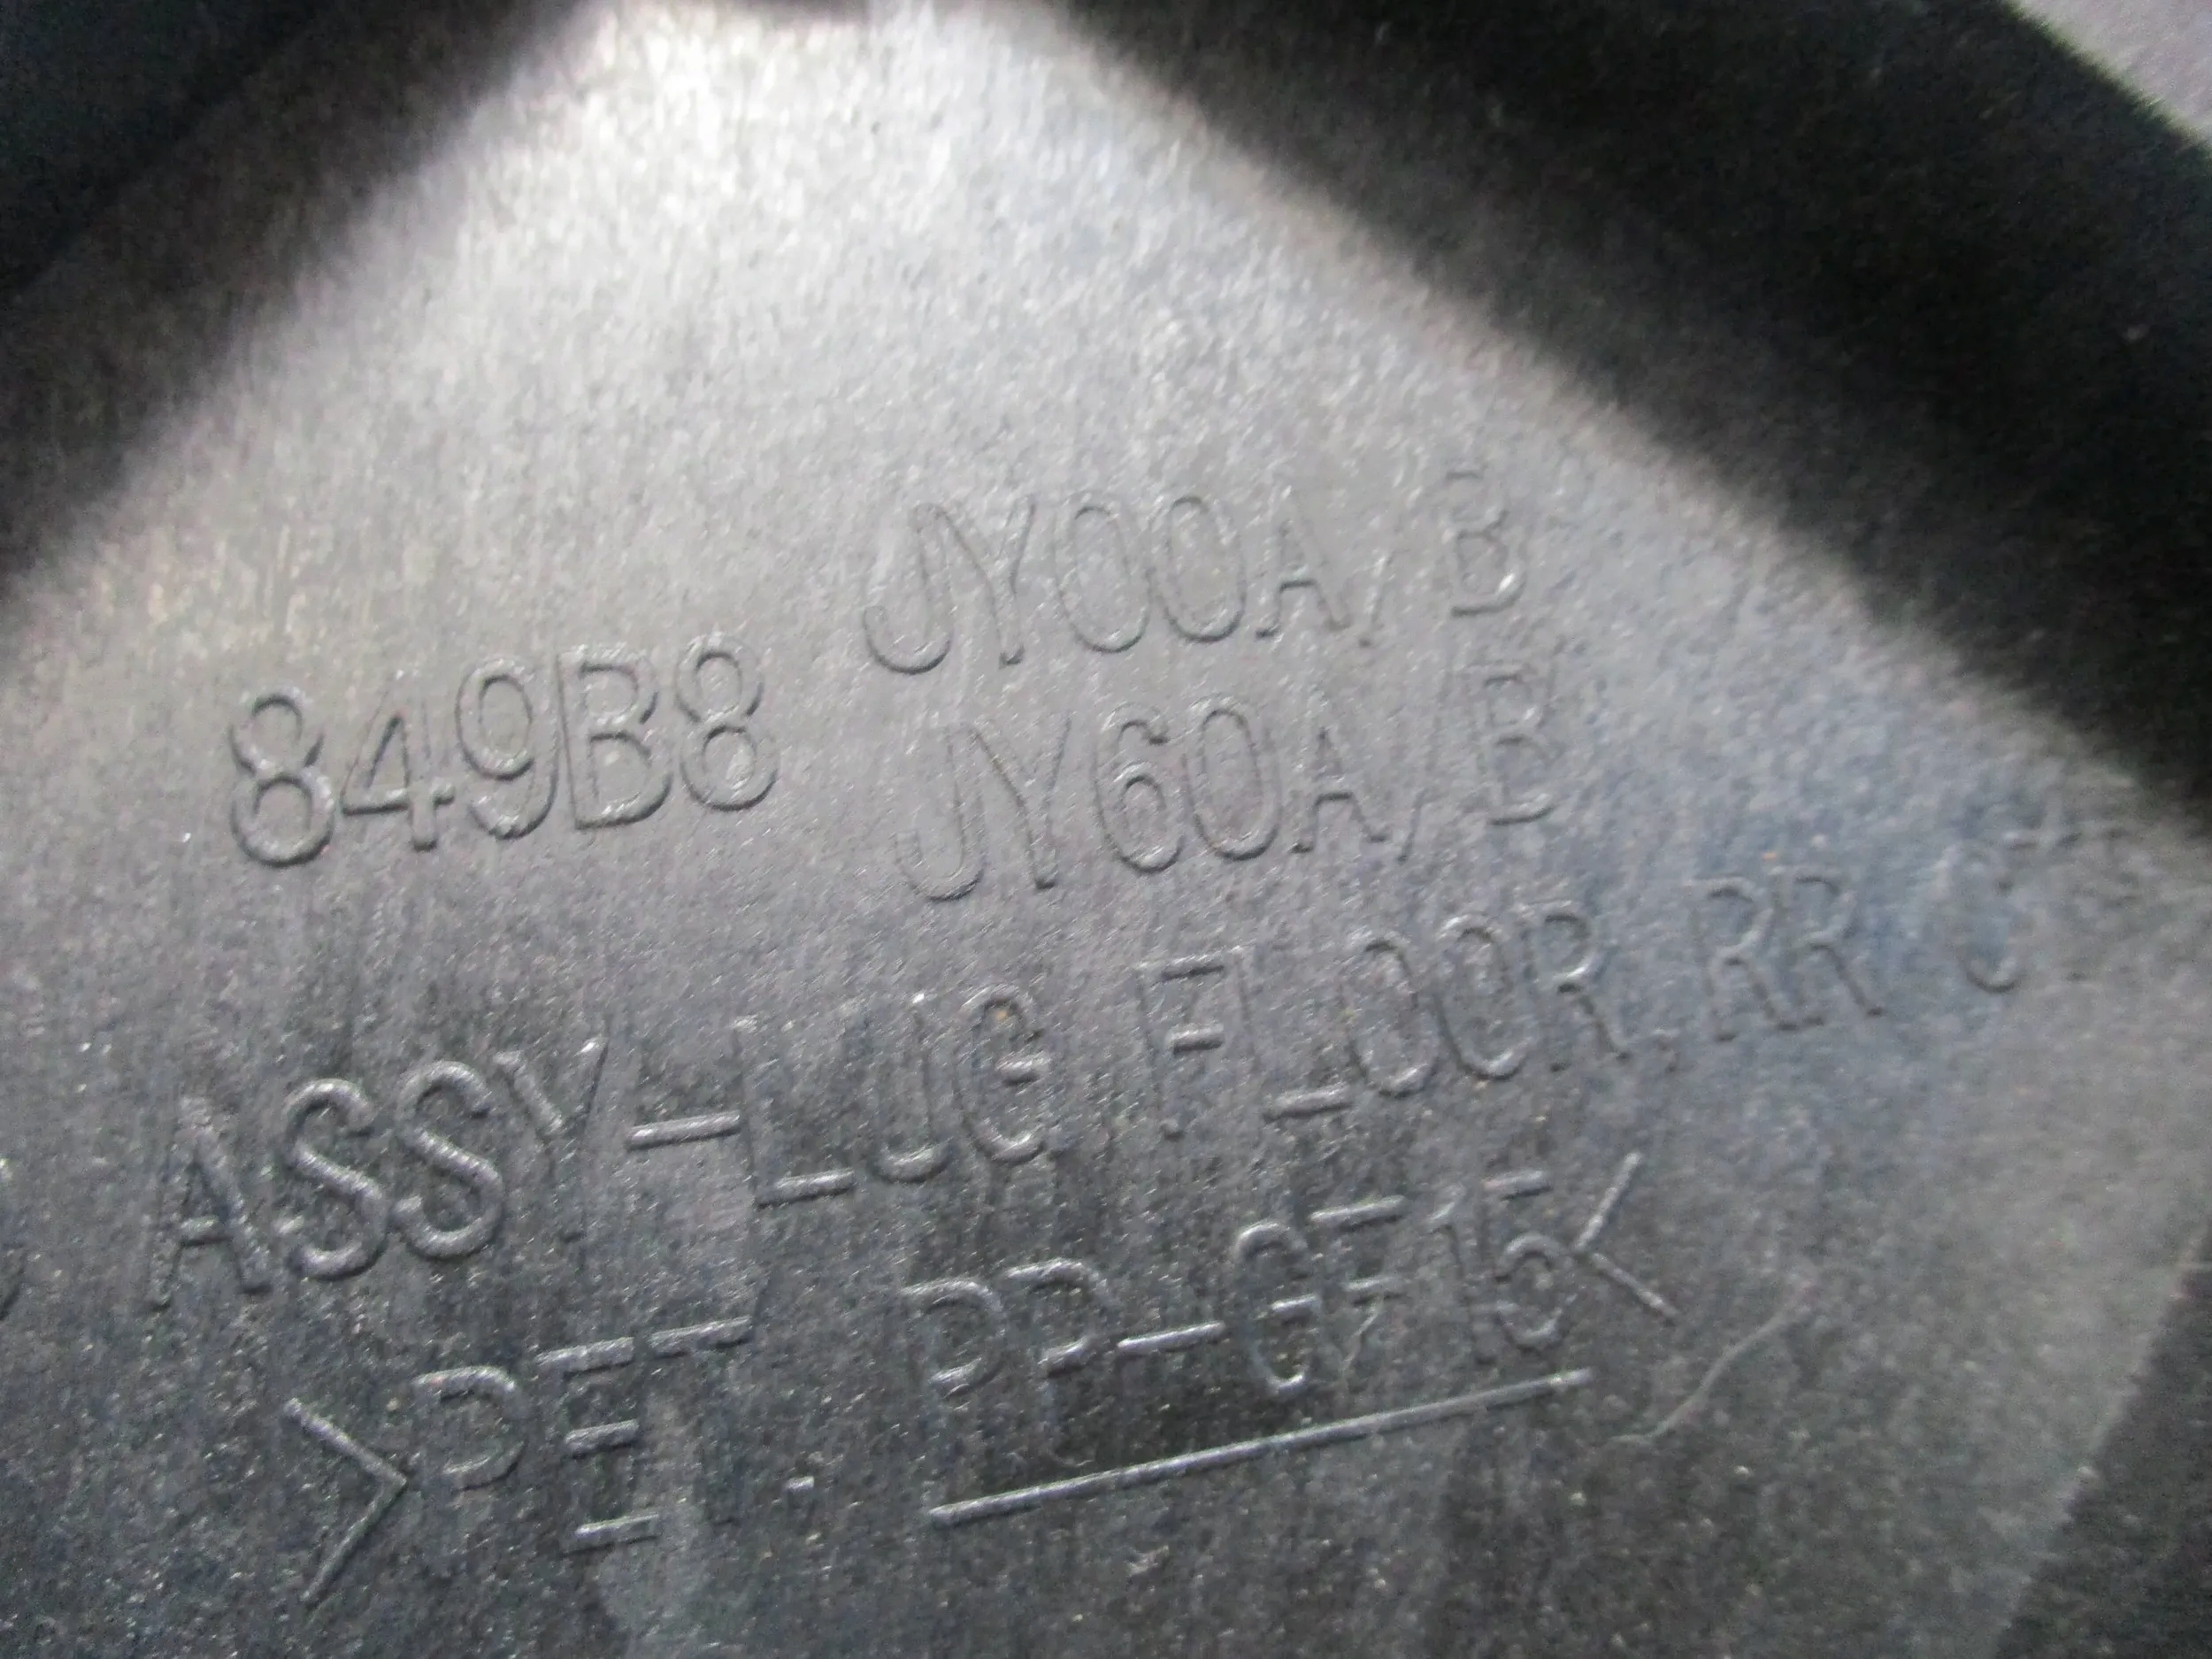 JY00A/B
849B8
JY60A/B
ASSY-LUG FLOOR, RR C
>PET, PP-GF15<